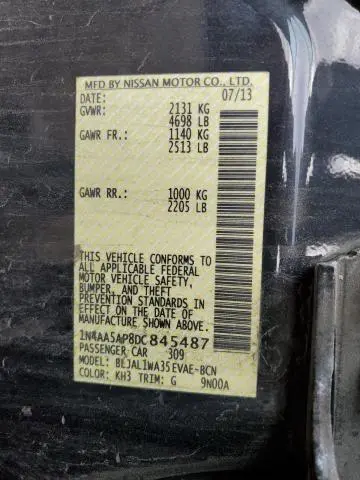 MFD BY NISSAN MOTOR CO., LTD.
DATE: 07/13
GVWR: 2131 KG
4698 LB
GAWR FR.: 1140 KG
2513 LB
GAWR RR.: 1000 KG
2205 LB
THIS VEHICLE CONFORMS TO
ALL APPLICABLE FEDERAL
MOTOR VEHICLE SAFETY,
BUMPER, AND THEFT
PREVENTION STANDARDS IN
EFFECT ON THE DATE OF
MANUFACTURE SHOWN ABOVE.
1N4AA5AP8DC845487
PASSENGER CAR 309
MODEL: BLJALIWA35EVAE-BCN
COLOR: KH3 TRIM: G 9N00A